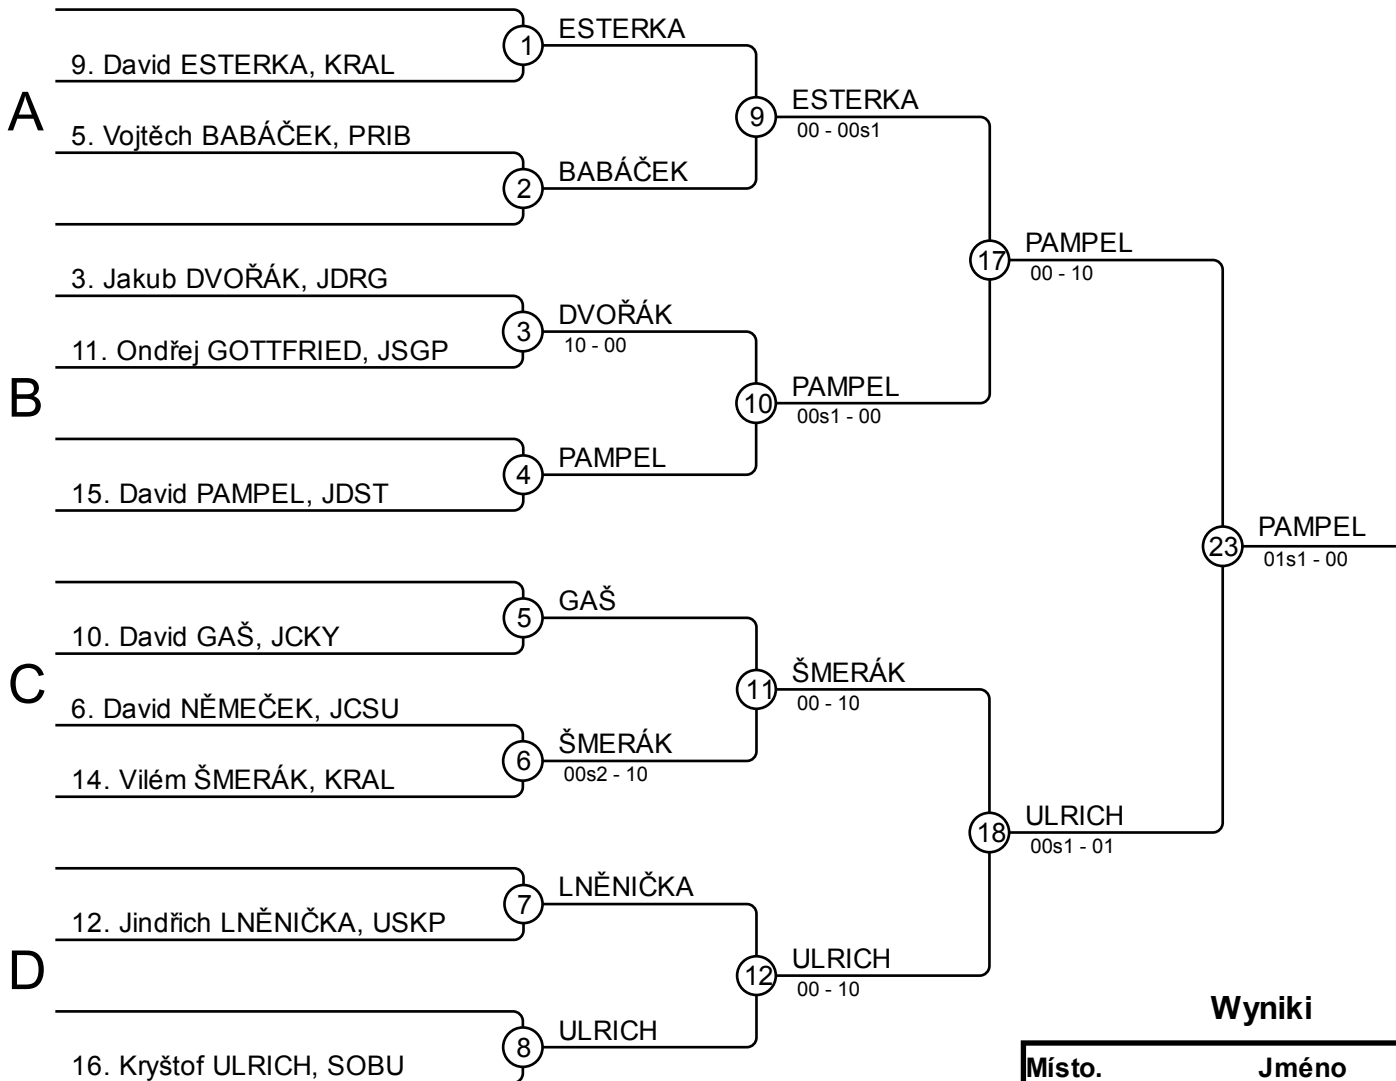 ESTERKA
1
9. David ESTERKA, KRAL
A
ESTERKA
9
00 - 00s1
5. Vojtěch BABÁČEK, PRIB
BABÁČEK
2
PAMPEL
17
00 - 10
3. Jakub DVOŘÁK, JDRG
DVOŘÁK
3
10 - 00
11. Ondřej GOTTFRIED, JSGP
B
PAMPEL
10
00s1 - 00
PAMPEL
4
15. David PAMPEL, JDST
PAMPEL
23
01s1 - 00
GAŠ
5
10. David GAŠ, JCKY
C
ŠMERÁK
11
00 - 10
6. David NĚMEČEK, JCSU
ŠMERÁK
6
00s2 - 10
14. Vilém ŠMERÁK, KRAL
ULRICH
18
00s1 - 01
LNĚNIČKA
7
12. Jindřich LNĚNIČKA, USKP
D
ULRICH
12
00 - 10
Wyniki
ULRICH
8
16. Kryštof ULRICH, SOBU
Místo. Jméno